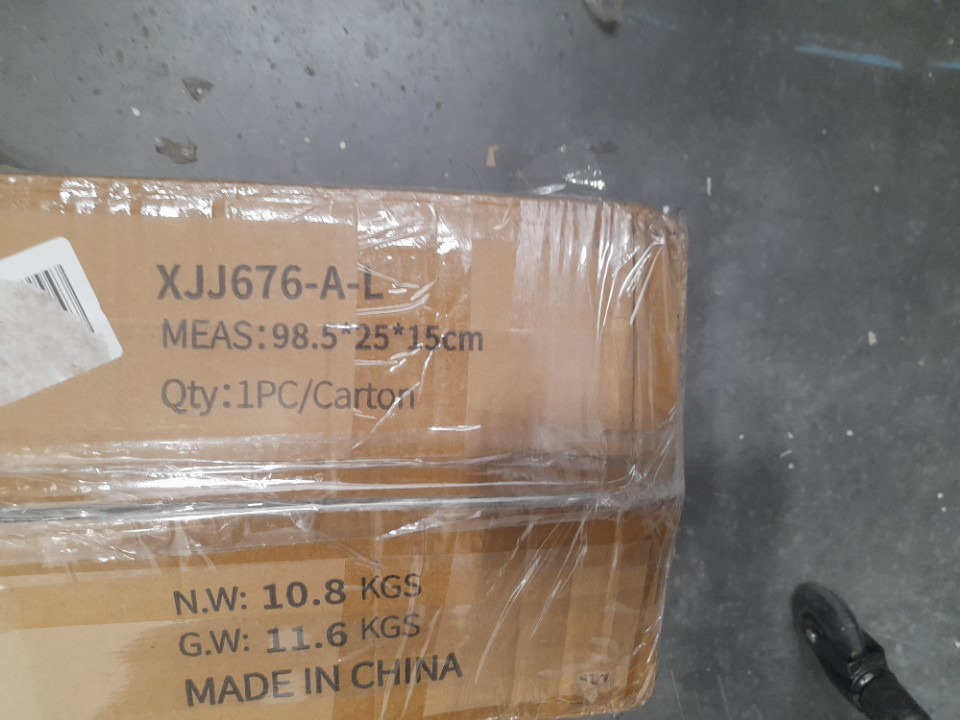 XJJ676-A-L
MEAS:98.5*25*15cm
Qty:1PC/Carton
N.W: 10.8 KGS
G.W: 11.6 KGS
MADE IN CHINA